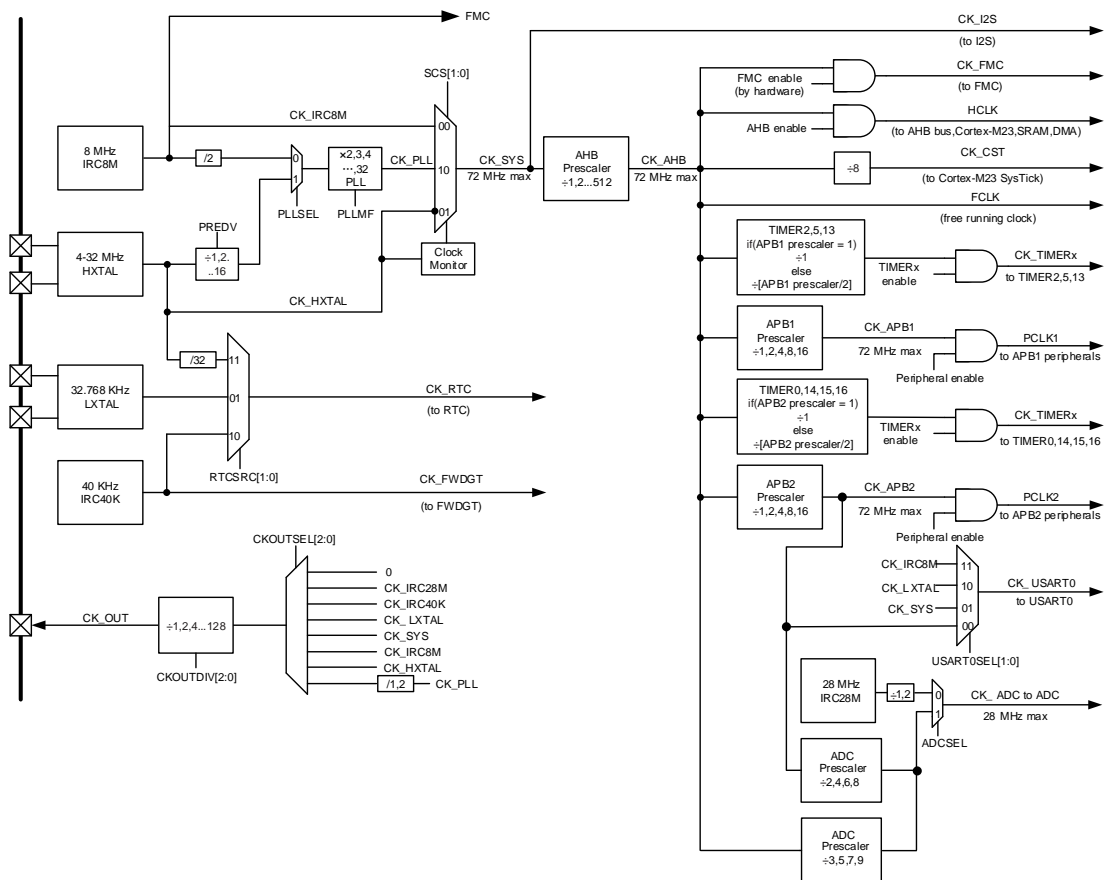 FMC
CK_I2S
(to I2S)
SCS[1:0]
FMC enable
(by hardware)
CK_FMC
(to FMC)
CK_IRC8M
00
HCLK
AHB enable
(to AHB bus,Cortex-M23,SRAM,DMA)
8 MHz
IRC8M
/2
0
1
×2,3,4
…,32
PLL
CK_PLL
10
CK_SYS
72 MHz max
AHB
Prescaler
÷1,2...512
CK_AHB
72 MHz max
÷8
CK_CST
(to Cortex-M23 SysTick)
PLLSEL
PLLMF
01
FCLK
(free running clock)
PREDV
4-32 MHz
HXTAL
÷1,2.
..16
Clock
Monitor
TIMER2,5,13
if(APB1 prescaler = 1)
÷1
else
÷[APB1 prescaler/2]
TIMERx
enable
CK_TIMERx
to TIMER2,5,13
CK_HXTAL
/32
11
APB1
Prescaler
÷1,2,4,8,16
CK_APB1
72 MHz max
PCLK1
to APB1 peripherals
Peripheral enable
32.768 KHz
LXTAL
01
CK_RTC
(to RTC)
TIMER0,14,15,16
if(APB2 prescaler = 1)
÷1
else
÷[APB2 prescaler/2]
TIMERx
enable
CK_TIMERx
to TIMER0,14,15,16
10
RTCSRC[1:0]
40 KHz
IRC40K
CK_FWDGT
(to FWDGT)
APB2
Prescaler
÷1,2,4,8,16
CK_APB2
72 MHz max
PCLK2
to APB2 peripherals
Peripheral enable
CKOUTSEL[2:0]
0
CK_IRC28M
CK_IRC40K
CK_ LXTAL
CK_SYS
CK_IRC8M
CK_HXTAL
/1,2
CK_PLL
CK_OUT
÷1,2,4...128
CKOUTDIV[2:0]
CK_IRC8M
11
CK_LXTAL
10
CK_SYS
01
00
CK_USART0
to USART0
USART0SEL[1:0]
28 MHz
IRC28M
÷1,2
0
1
CK_ ADC to ADC
28 MHz max
ADCSEL
ADC
Prescaler
÷2,4,6,8
ADC
Prescaler
÷3,5,7,9